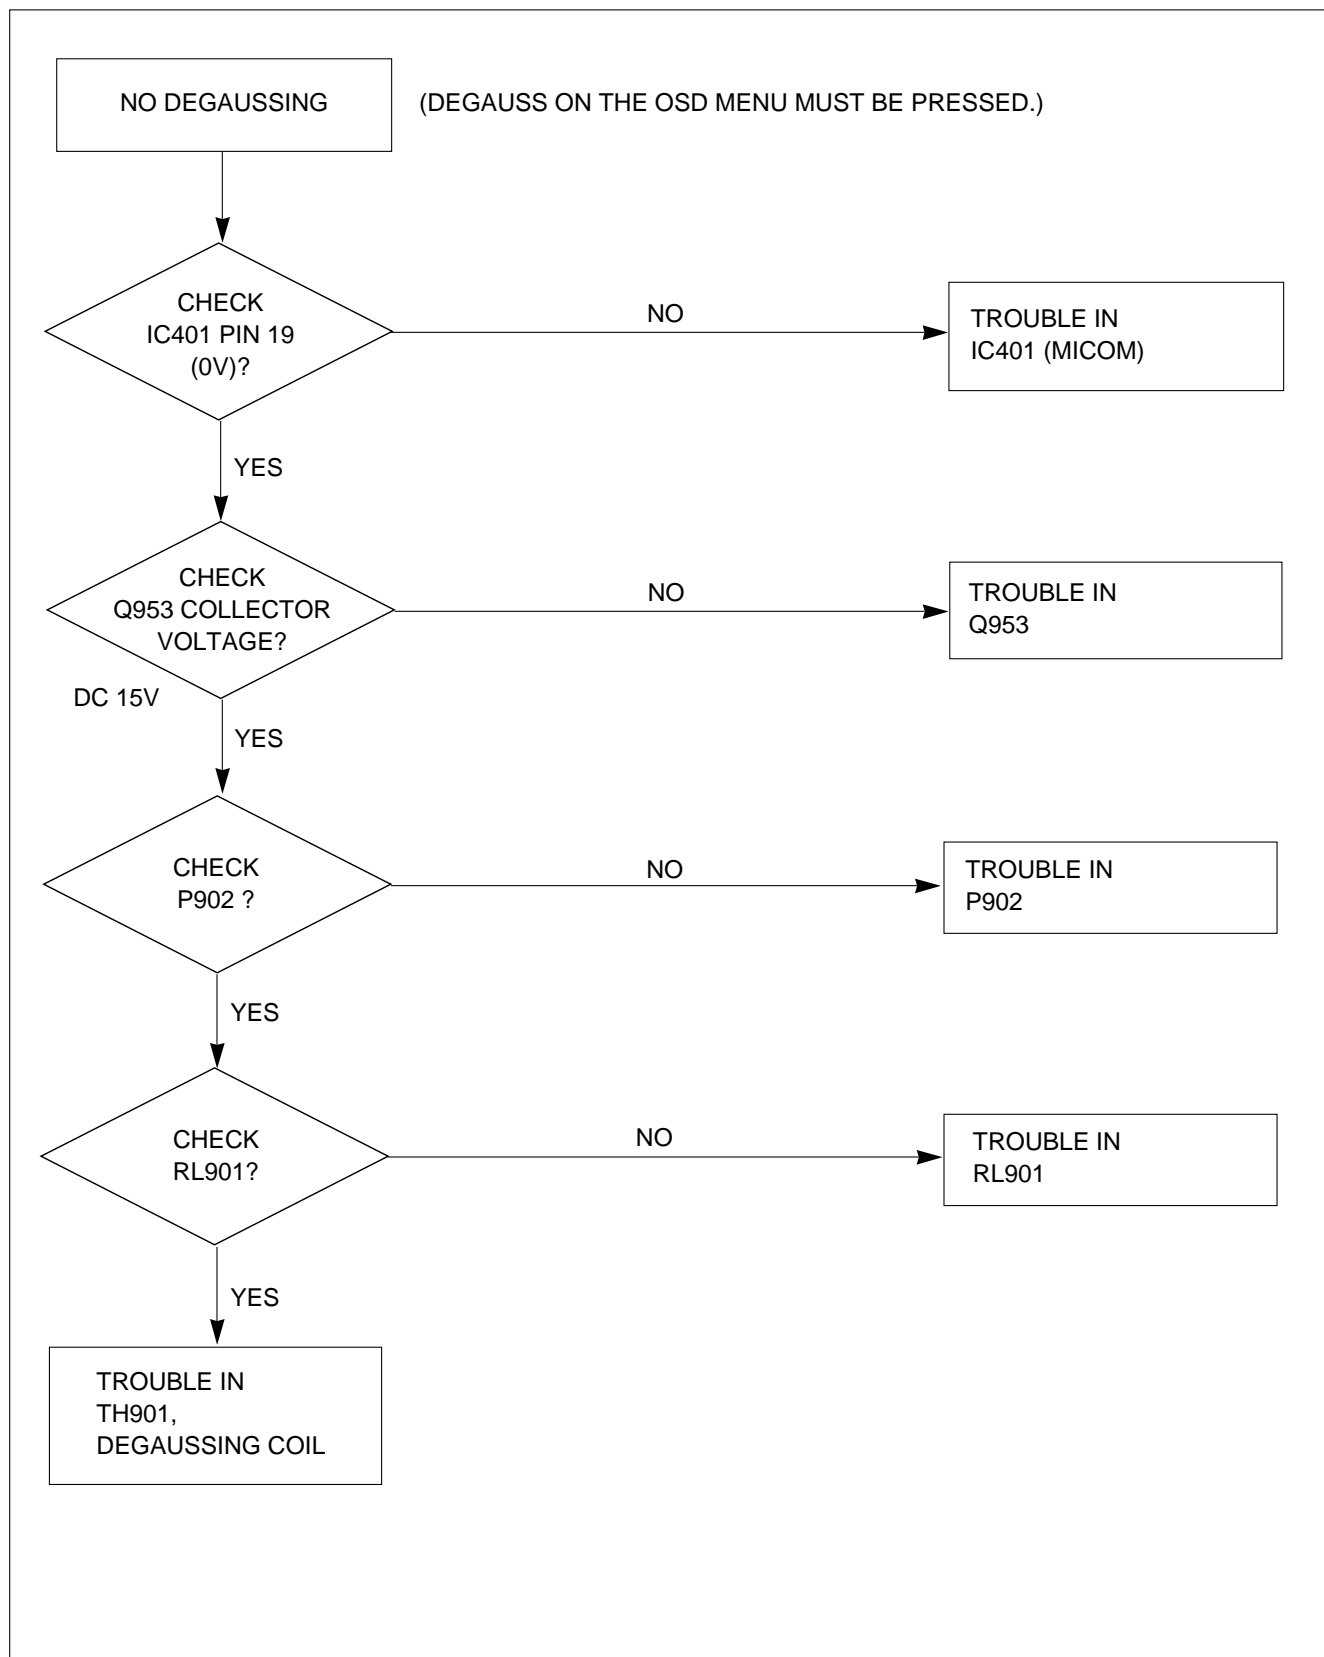 NO DEGAUSSING
(DEGAUSS ON THE OSD MENU MUST BE PRESSED.)
CHECK
IC401 PIN 19
(0V)?
NO
TROUBLE IN
IC401 (MICOM)
YES
CHECK
Q953 COLLECTOR
VOLTAGE?
NO
TROUBLE IN
Q953
DC 15V
YES
CHECK
P902 ?
NO
TROUBLE IN
P902
YES
CHECK
RL901?
NO
TROUBLE IN
RL901
YES
TROUBLE IN
TH901,
DEGAUSSING COIL